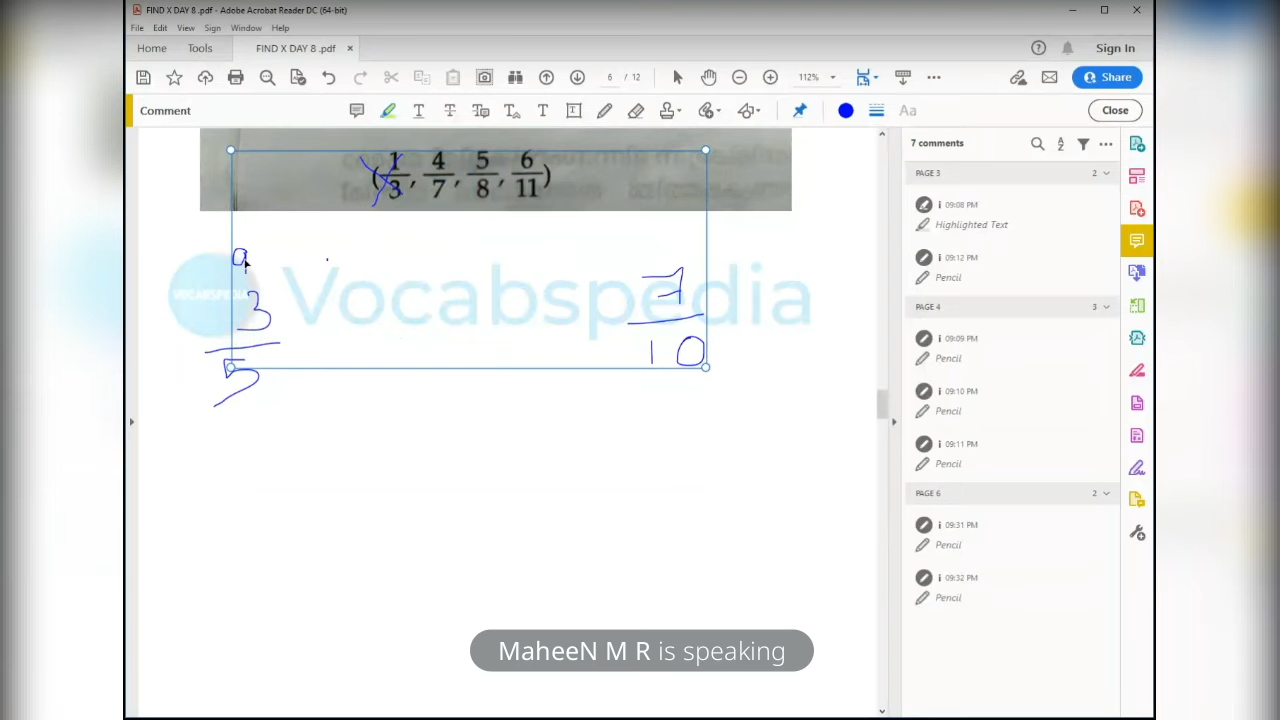 FIND X DAY 8 .pdf - Adobe Acrobat Reader DC (64-bit)
File Edit View Sign Window Help
Home Tools FIND X DAY 8 .pdf × Sign In
6 / 12 112% Share
Comment Aa Close
7 comments
(1/3, 4/7, 5/8, 6/11)
VOCABSPEDIA Vocabspedia
9
3
5
7
10
PAGE 3 2
i 09:08 PM
Highlighted Text
i 09:12 PM
Pencil
PAGE 4 3
i 09:09 PM
Pencil
i 09:10 PM
Pencil
i 09:11 PM
Pencil
PAGE 6 2
i 09:31 PM
Pencil
i 09:32 PM
Pencil
MaheeN M R is speaking